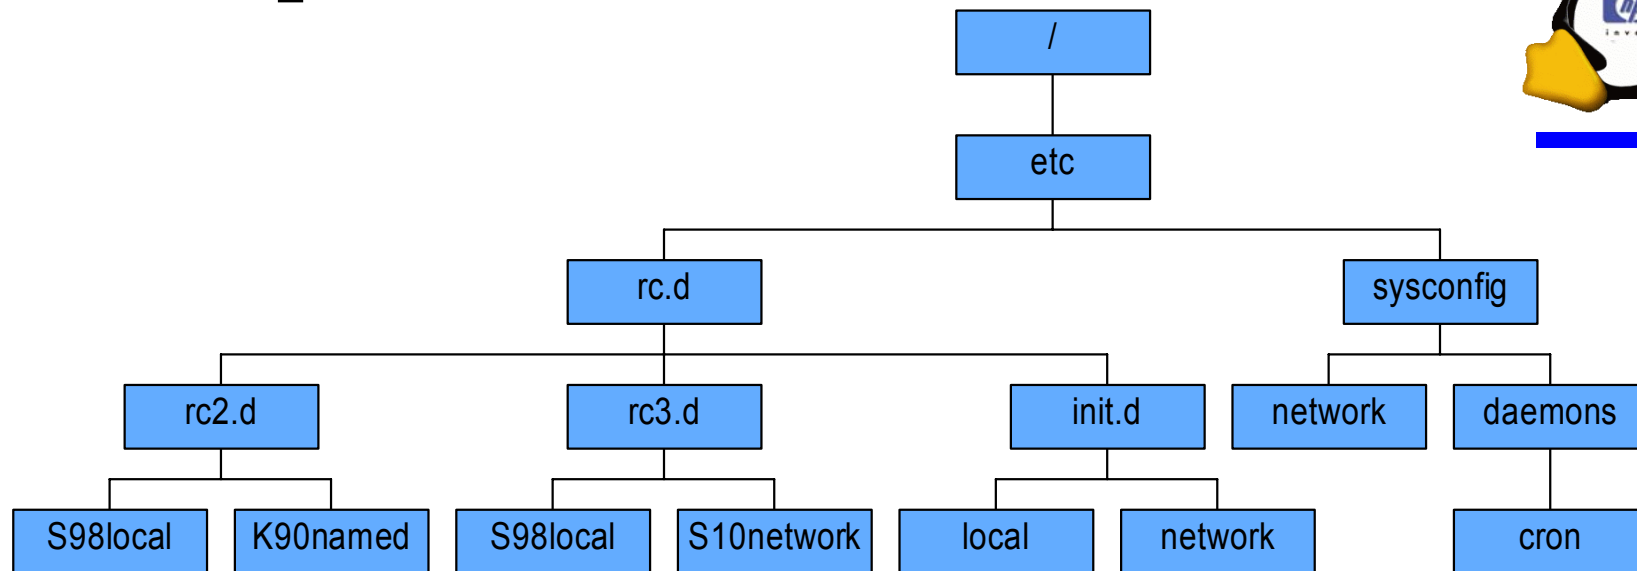 /
etc
rc.d
sysconfig
rc2.d
rc3.d
init.d
network
daemons
S98local
K90named
S98local
S10network
local
network
cron